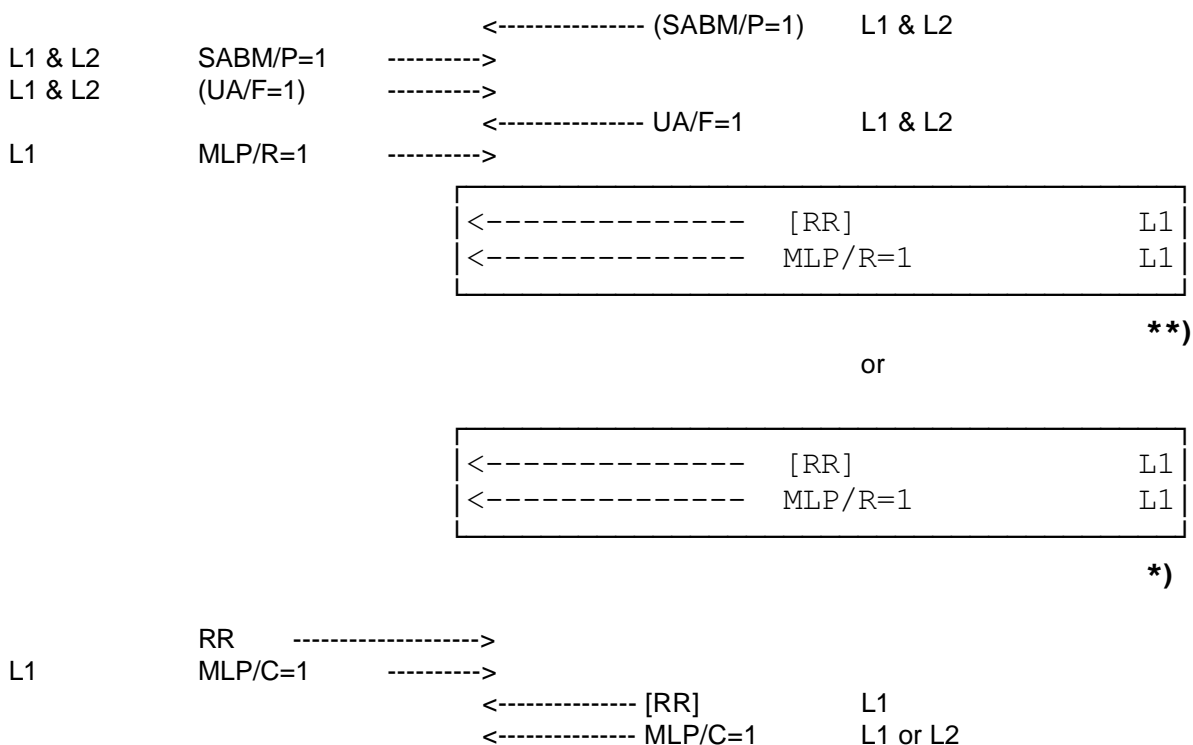 <---------------- (SABM/P=1) L1 & L2
L1 & L2 SABM/P=1 ---------->
L1 & L2 (UA/F=1) ---------->
<---------------- UA/F=1 L1 & L2
L1 MLP/R=1 ---------->
<-------------- [RR] L1
<-------------- MLP/R=1 L1
**)
or
<-------------- [RR] L1
<-------------- MLP/R=1 L1
*)
RR -------------------->
L1 MLP/C=1 ---------->
<--------------- [RR] L1
<--------------- MLP/C=1 L1 or L2